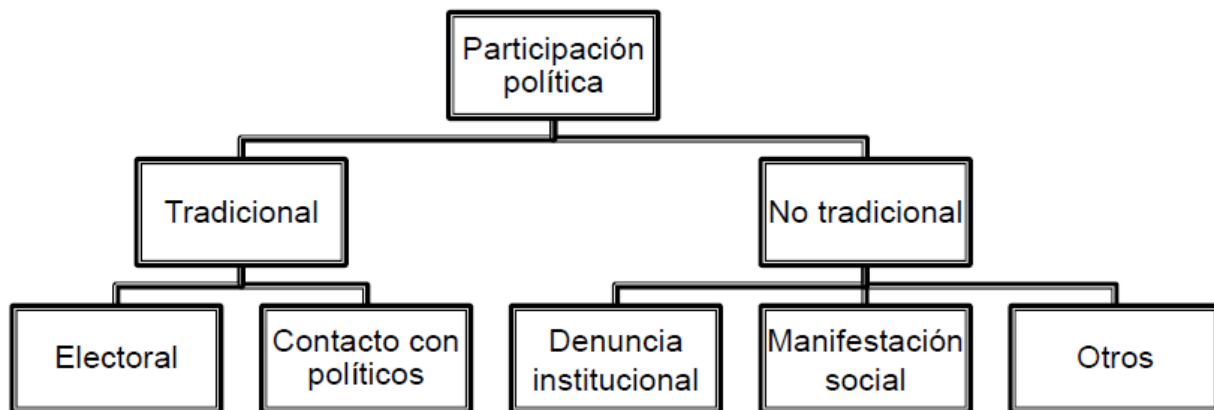 Participación
política
Tradicional
No tradicional
Electoral
Contacto con
políticos
Denuncia
institucional
Manifestación
social
Otros